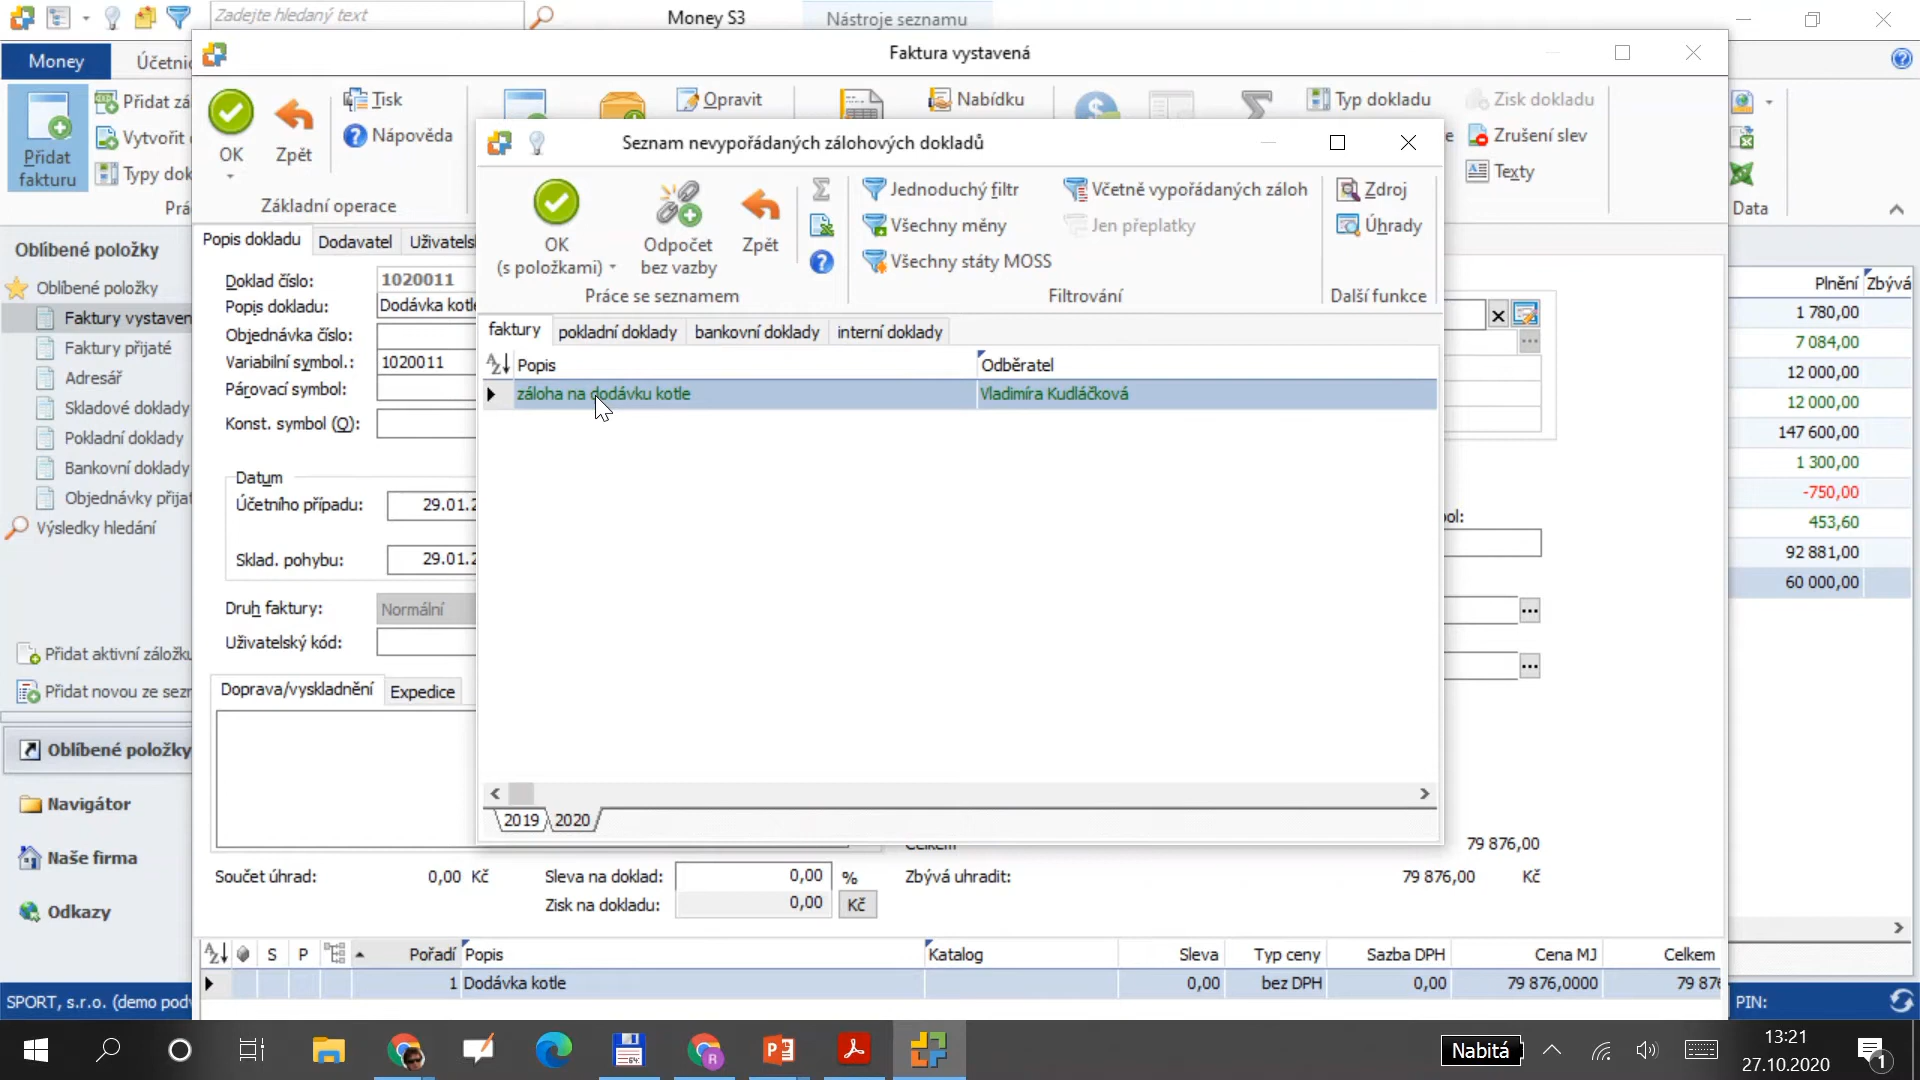 Zadejte hledaný text
Money S3
Nástroje seznamu
Money
Účetnic
Faktura vystavená
Přidat fakturu
Přidat zá
Vytvořit
Typy dok
Prá
OK
Zpět
Tisk
Nápověda
Základní operace
Opravit
Nabídku
Typ dokladu
Zisk dokladu
Zrušení slev
Texty
Data
Seznam nevypořádaných zálohových dokladů
OK
(s položkami)
Odpočet
bez vazby
Zpět
Práce se seznamem
Jednoduchý filtr
Všechny měny
Všechny státy MOSS
Včetně vypořádaných záloh
Jen přeplatky
Filtrování
Zdroj
Úhrady
Další funkce
faktury
pokladní doklady
bankovní doklady
interní doklady
Popis
Odběratel
záloha na dodávku kotle
Vladimíra Kudláčková
2019
2020
Oblíbené položky
Oblíbené položky
Faktury vystaven
Faktury přijaté
Adresář
Skladové doklady
Pokladní doklady
Bankovní doklady
Objednávky přijat
Výsledky hledání
Přidat aktivní záložku
Přidat novou ze sezn
Oblíbené položky
Navigátor
Naše firma
Odkazy
Popis dokladu
Dodavatel
Uživatelsk
Doklad číslo:
1020011
Popis dokladu:
Dodávka kotle
Objednávka číslo:
Variabilní symbol.:
1020011
Párovací symbol:
Konst. symbol (Q):
Datum
Účetního případu:
29.01.2
Sklad. pohybu:
29.01.2
Druh faktury:
Normální
Uživatelský kód:
Doprava/vyskladnění
Expedice
Plnění
Zbývá
1 780,00
7 084,00
12 000,00
12 000,00
147 600,00
1 300,00
-750,00
453,60
92 881,00
60 000,00
ol:
Celkem
79 876,00
Součet úhrad:
0,00 Kč
Sleva na doklad:
0,00
%
Zbývá uhradit:
79 876,00
Kč
Zisk na dokladu:
0,00
Kč
S
P
Pořadí
Popis
Katalog
Sleva
Typ ceny
Sazba DPH
Cena MJ
Celkem
1
Dodávka kotle
0,00
bez DPH
0,00
79 876,0000
79 876
SPORT, s.r.o. (demo podv
PIN:
Nabitá
13:21
27.10.2020
1